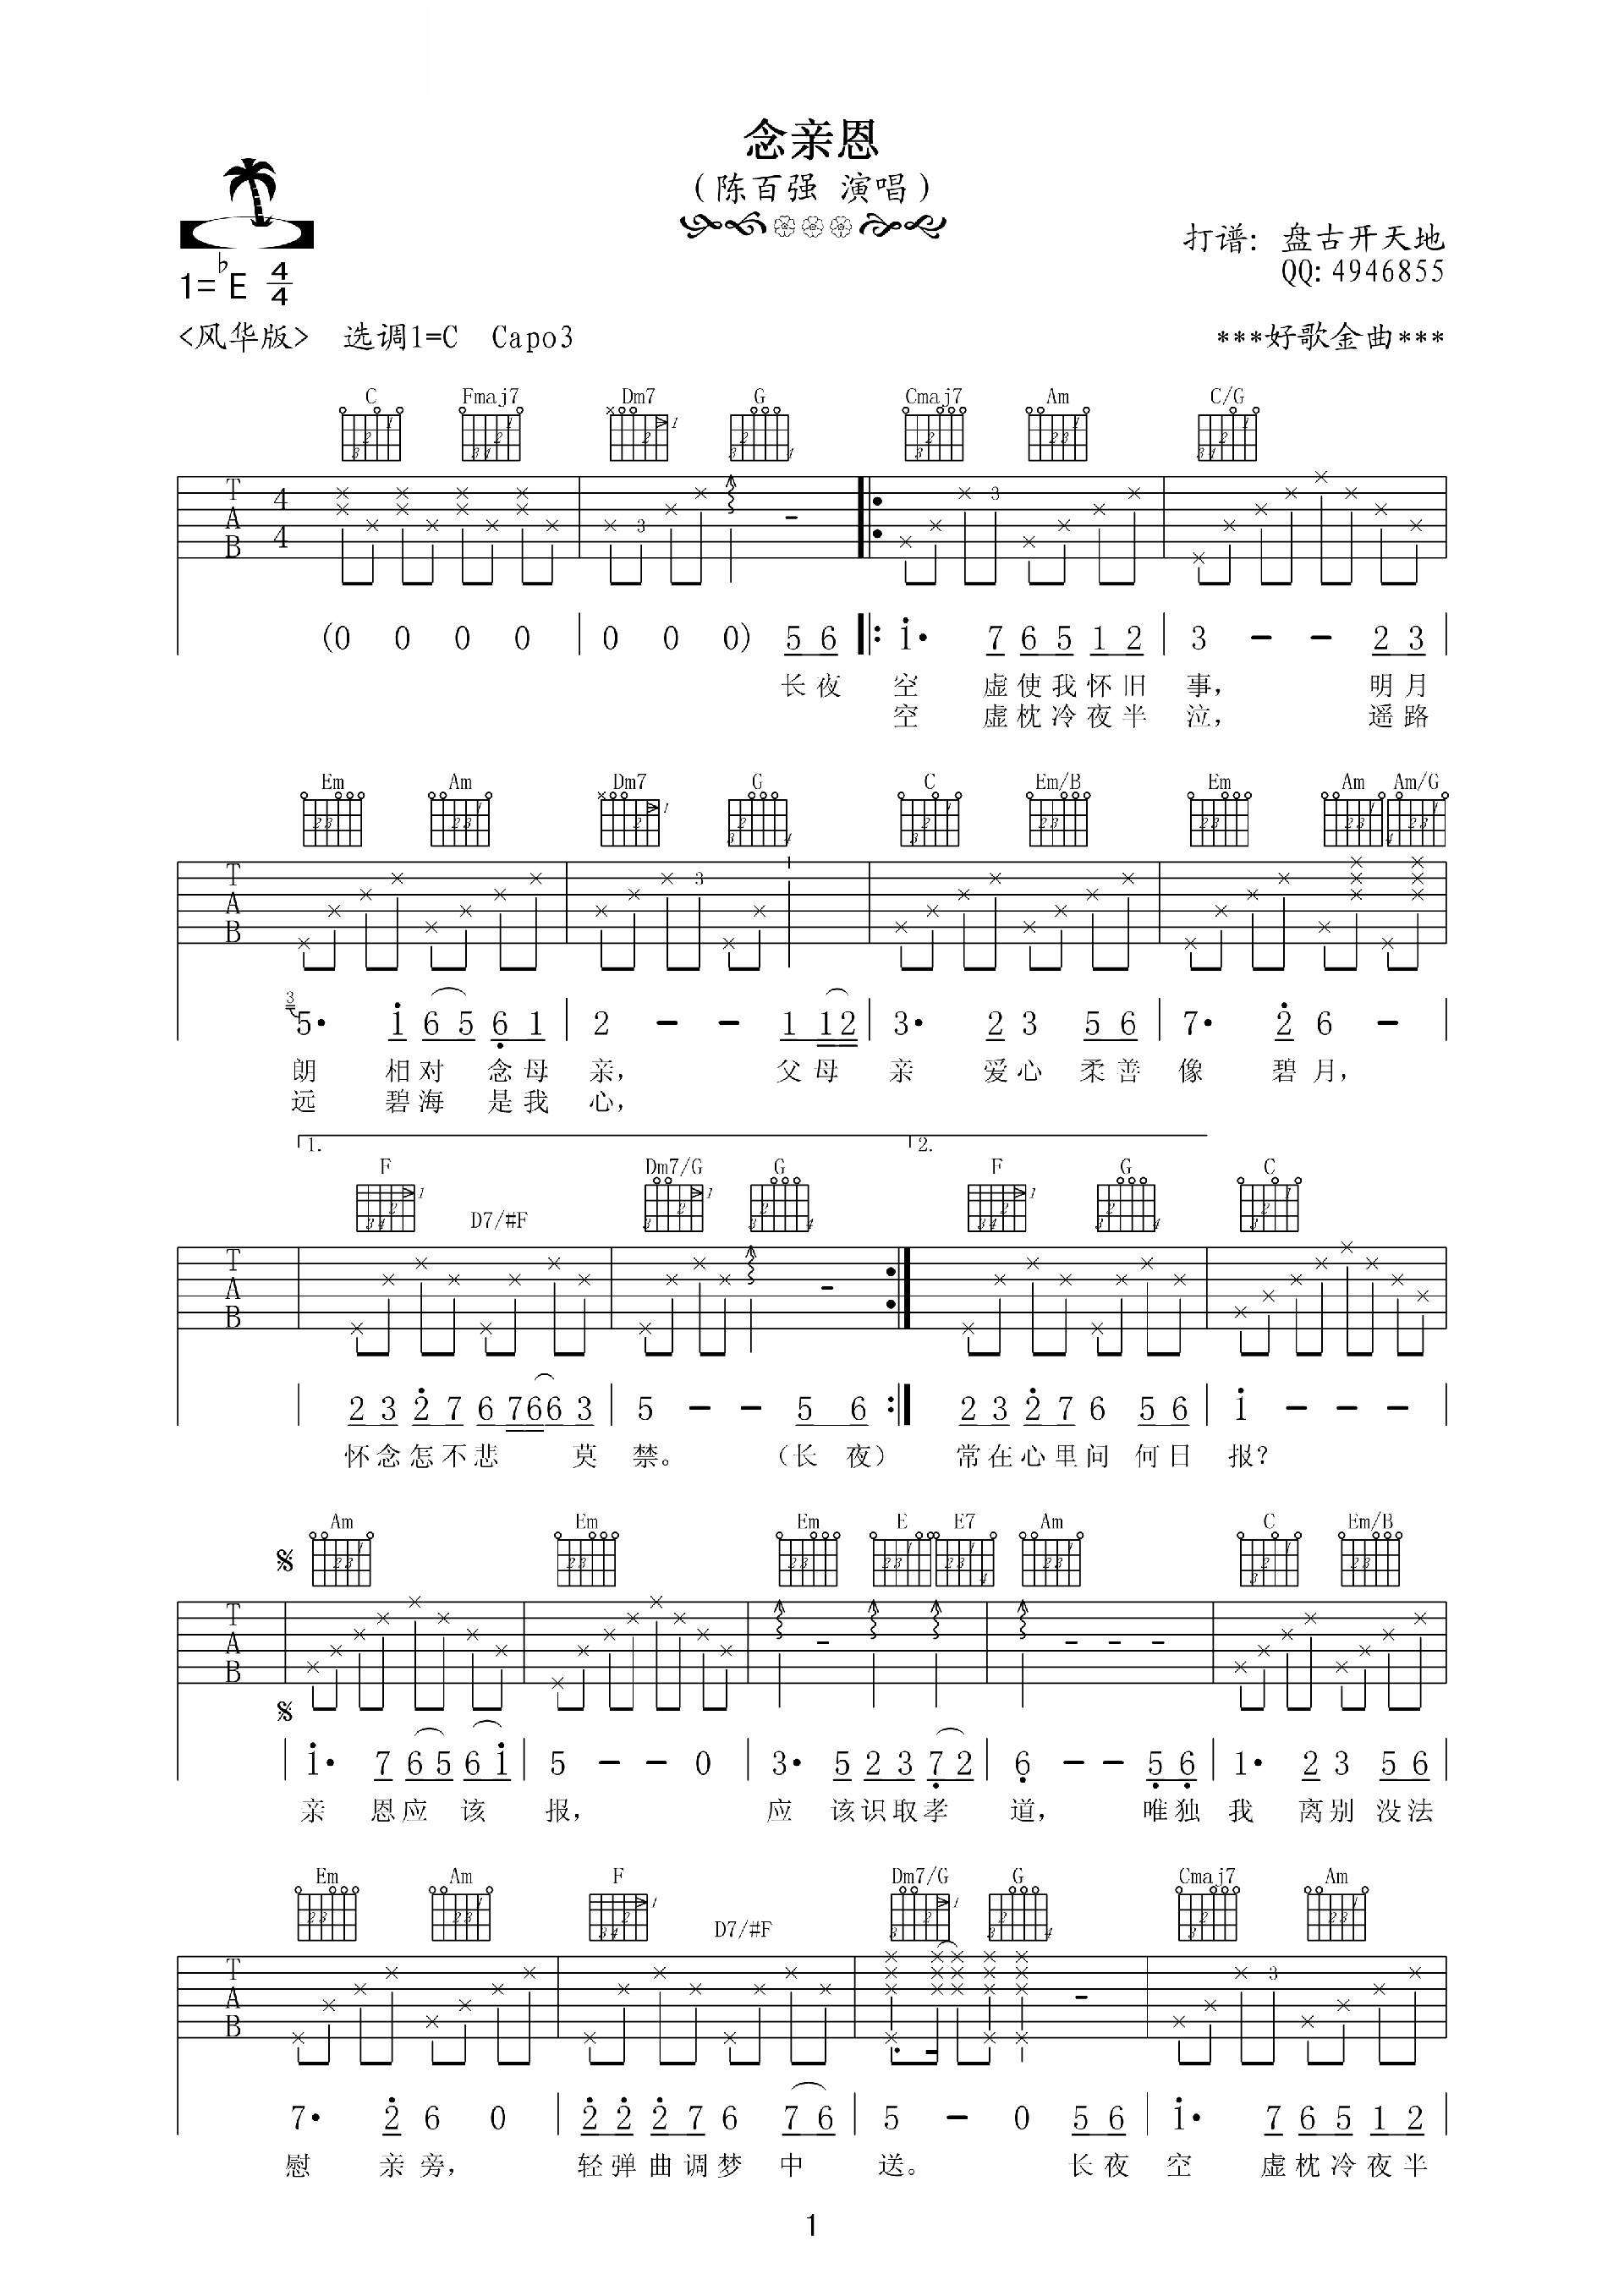 念亲恩
（陈百强 演唱）
打谱: 盘古开天地
QQ: 4946855
1= ♭E 4/4
<风华版> 选调1=C Capo3
***好歌金曲***
C Fmaj7 Dm7 G Cmaj7 Am C/G
T A B 4/4
(0 0 0 0 | 0 0 0) 5 6 |: i· 7 6 5 1 2 | 3 - - 2 3 |
长夜 空 虚使我怀旧 事, 明月
空 虚枕冷夜半 泣, 遥路
Em Am Dm7 G C Em/B Em Am Am/G
T A B
3 5· i 6 5 6̣ 1 | 2 - - 1 12 | 3· 2 3 5 6 | 7· 2̇ 6 - |
朗 相对 念母 亲, 父母 亲 爱心 柔善 像 碧月,
远 碧海 是我 心,
1. 2.
F D7/#F Dm7/G G F G C
T A B
2 3 2̇ 7 6 766 3 | 5 - - 5 6 :| 2 3 2̇ 7 6 5 6 | i - - - |
怀念怎不悲 莫 禁。 （长 夜） 常在心里问 何日 报?
Am Em Em E E7 Am C Em/B
T A B
i· 7 6 5 6 i | 5 - - 0 | 3· 5 2 3 7̣ 2 | 6̣ - - 5̣ 6̣ | 1· 2 3 5 6 |
亲 恩应 该 报, 应 该识取孝 道, 唯独 我 离别 没法
Em Am F D7/#F Dm7/G G Cmaj7 Am
T A B
7· 2̇ 6 0 | 2̇ 2̇ 2̇ 7 6 7 6 | 5 - 0 5 6 | i· 7 6 5 1 2 |
慰 亲旁, 轻弹曲调梦 中 送。 长夜 空 虚枕冷夜半
1